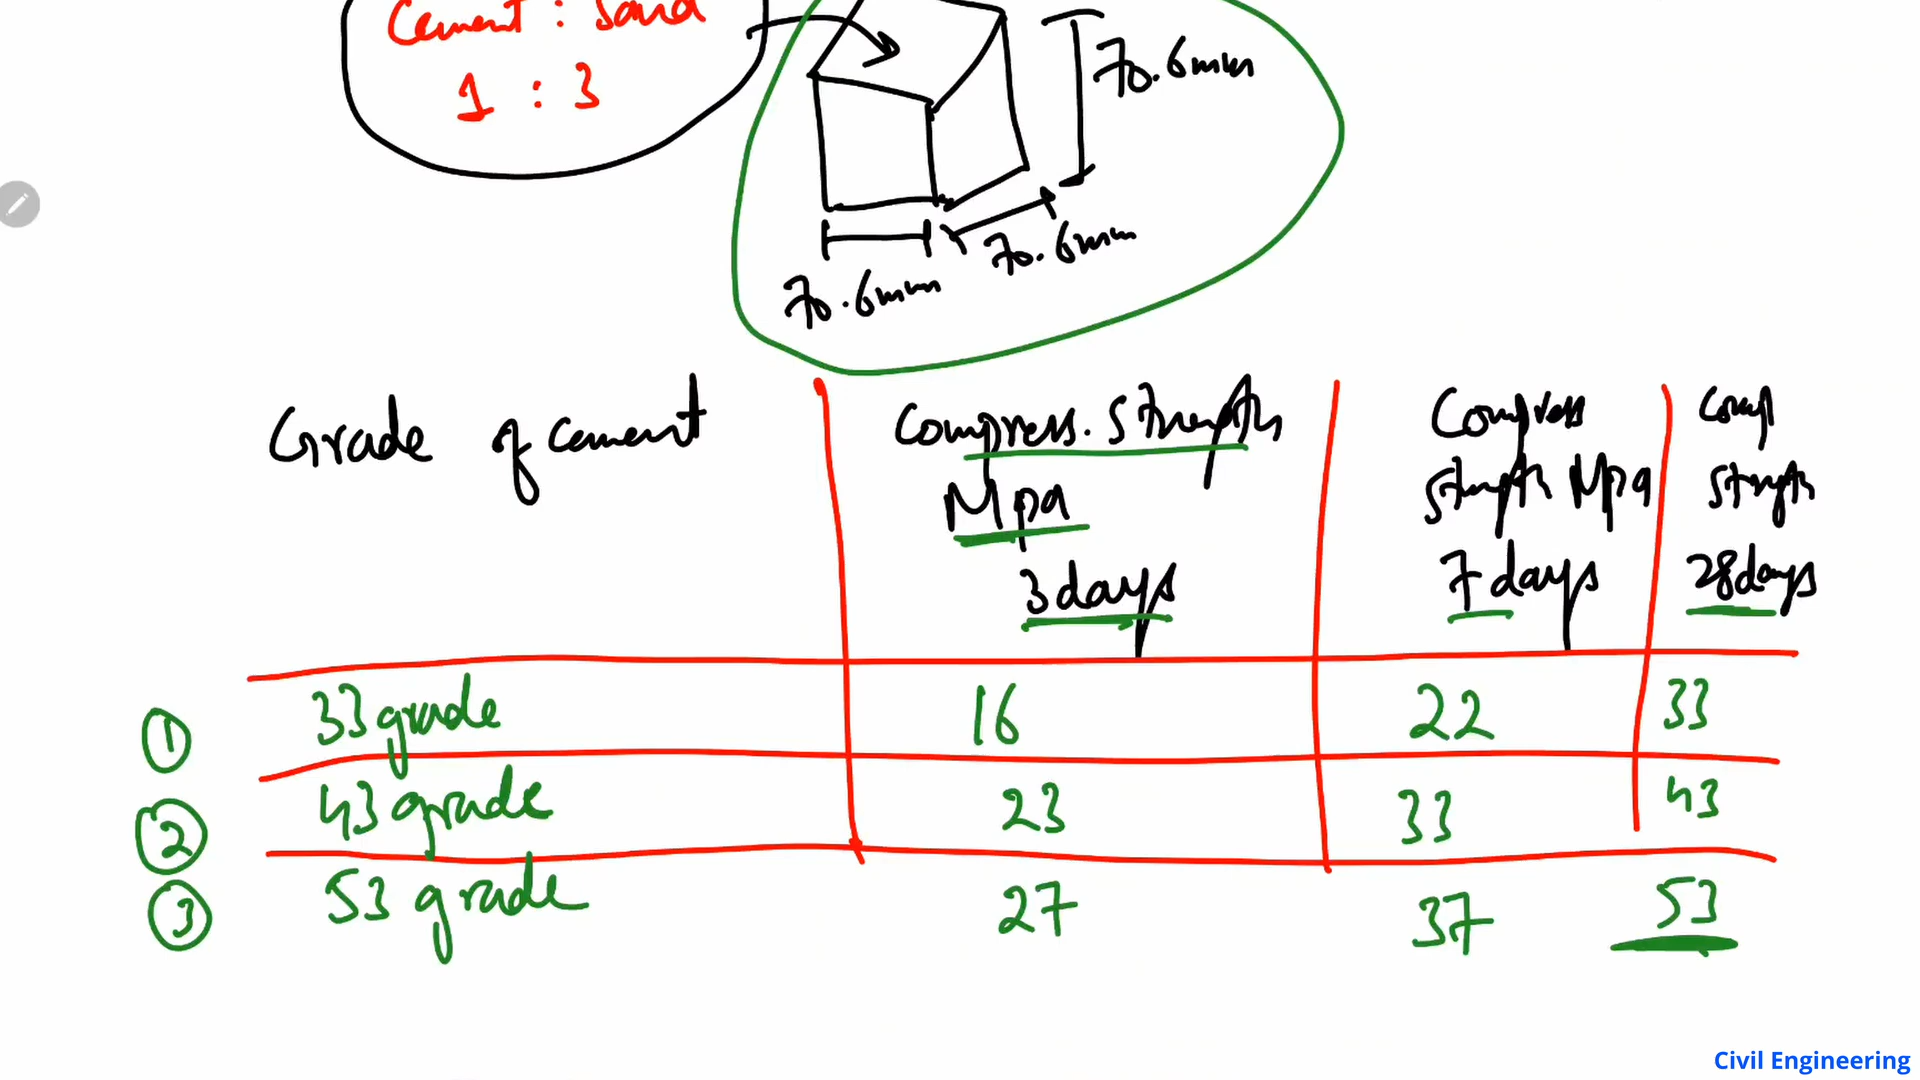 Cement : Sand
1 : 3
70.6mm
70.6mm
70.6mm
Grade of cement
Compress. Strength
Mpa
3 days
Compress
Strength Mpa
7 days
Comp
Strength
28 days
① 33 grade 16 22 33
② 43 grade 23 33 43
③ 53 grade 27 37 53
Civil Engineering